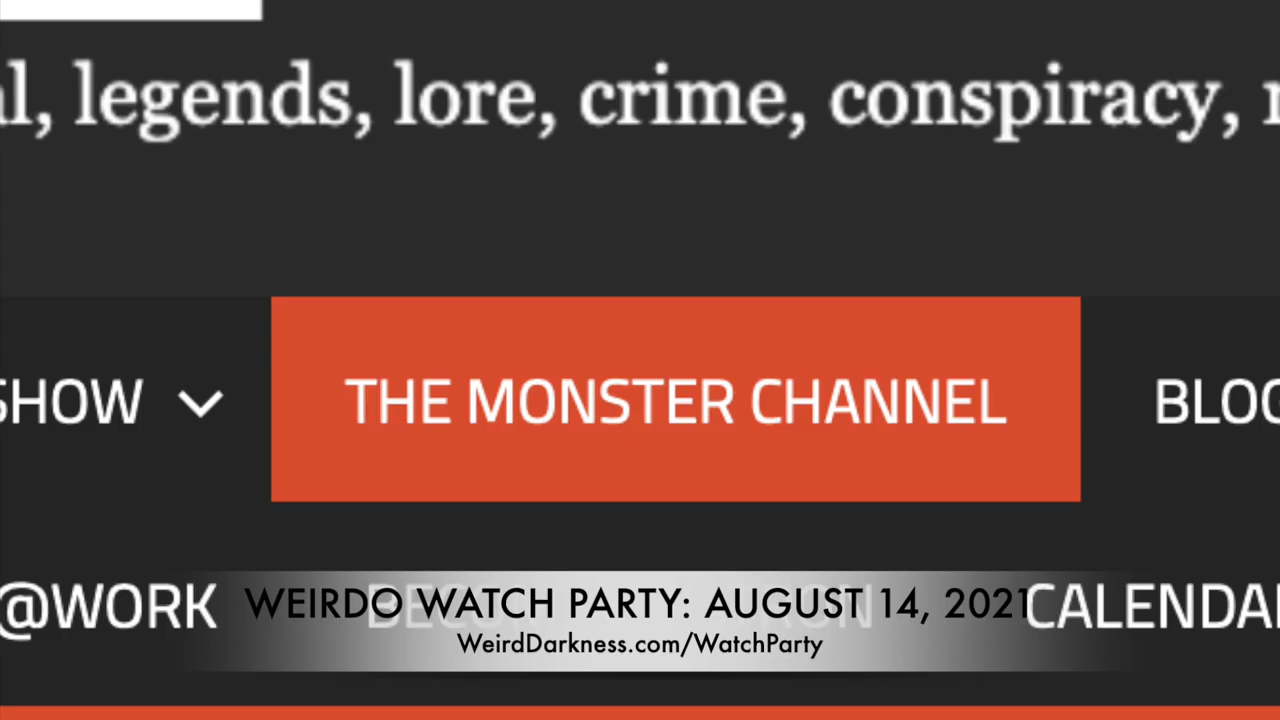 l, legends, lore, crime, conspiracy,
SHOW THE MONSTER CHANNEL BLOG
@WORK CALENDAR
WEIRDO WATCH PARTY: AUGUST 14, 2021
WeirdDarkness.com/WatchParty